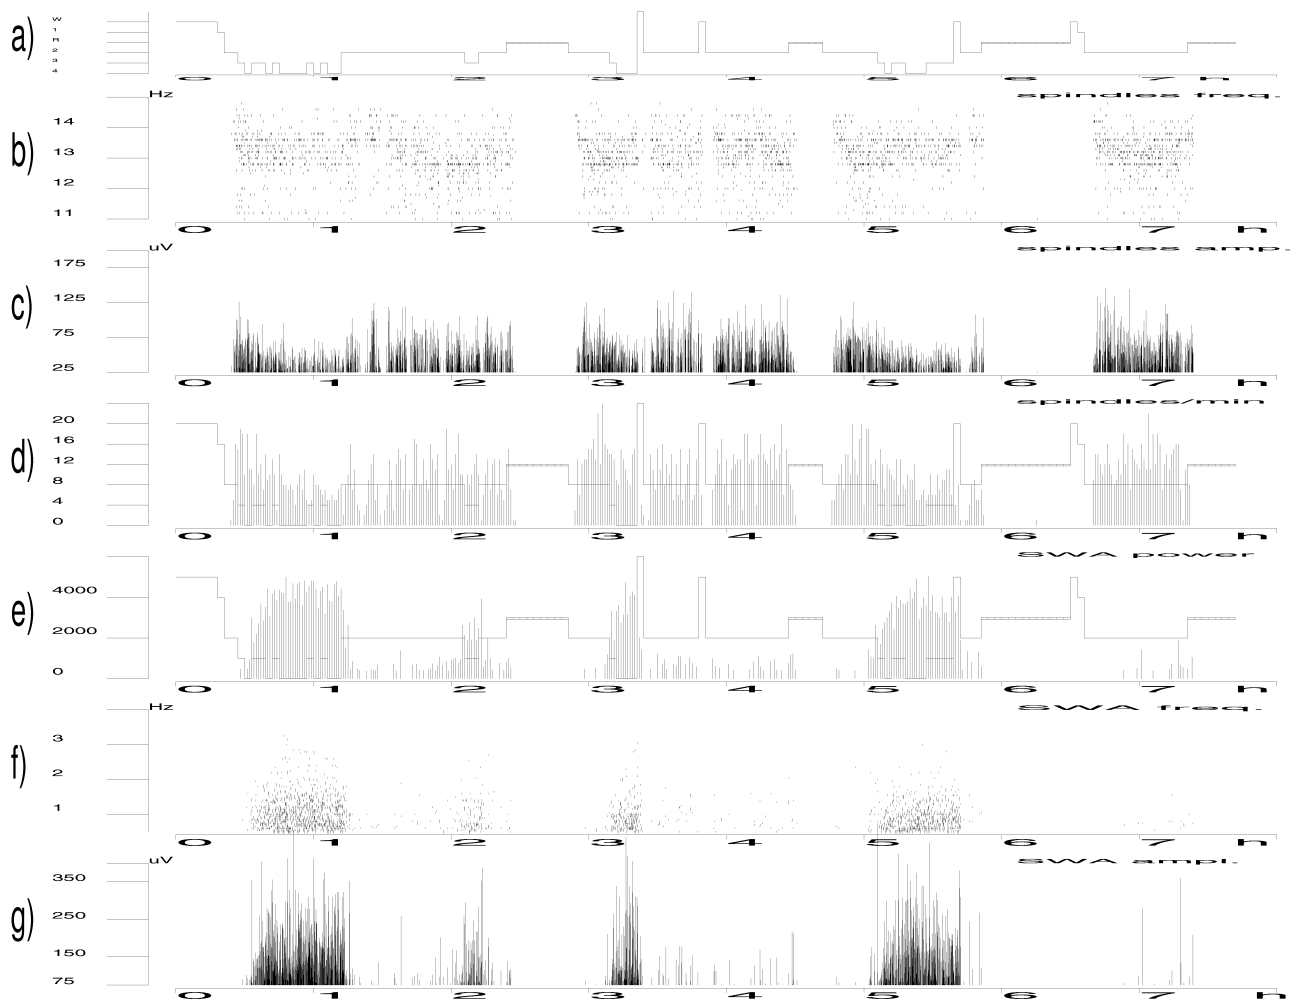 a)
W
1
R
2
3
4
0 1 2 3 4 5 6 7 h
Hz
spindles freq.
b)
14
13
12
11
0 1 2 3 4 5 6 7 h
uV
spindles amp.
c)
175
125
75
25
0 1 2 3 4 5 6 7 h
spindles/min
d)
20
16
12
8
4
0
0 1 2 3 4 5 6 7 h
SWA power
e)
4000
2000
0
0 1 2 3 4 5 6 7 h
Hz
SWA freq.
f)
3
2
1
0 1 2 3 4 5 6 7 h
uV
SWA ampl.
g)
350
250
150
75
0 1 2 3 4 5 6 7 h